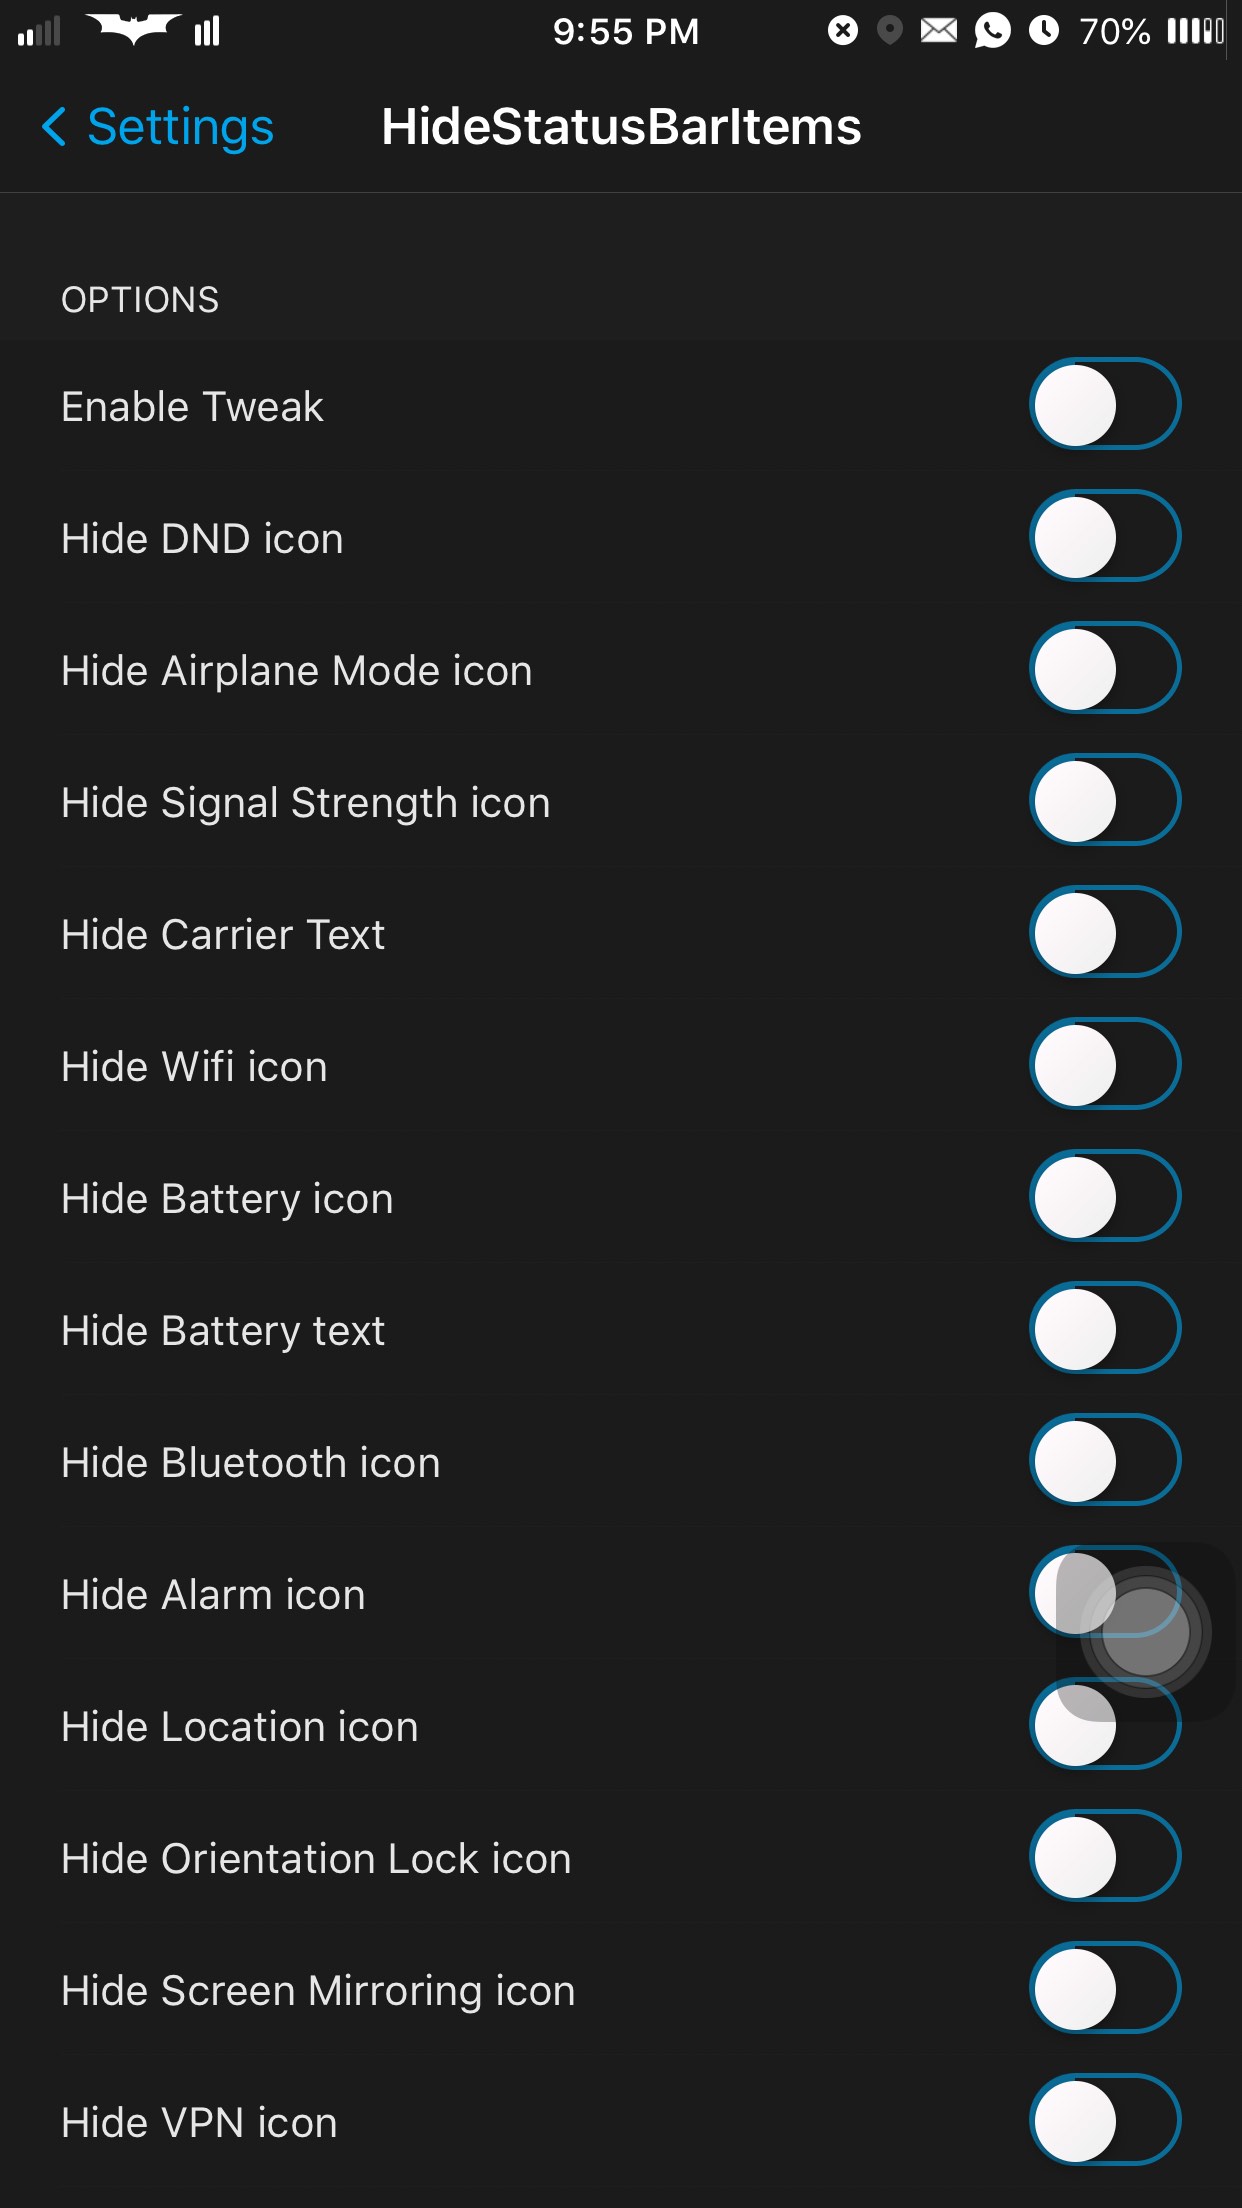 9:55 PM 70%
Settings HideStatusBarItems
OPTIONS
Enable Tweak
Hide DND icon
Hide Airplane Mode icon
Hide Signal Strength icon
Hide Carrier Text
Hide Wifi icon
Hide Battery icon
Hide Battery text
Hide Bluetooth icon
Hide Alarm icon
Hide Location icon
Hide Orientation Lock icon
Hide Screen Mirroring icon
Hide VPN icon